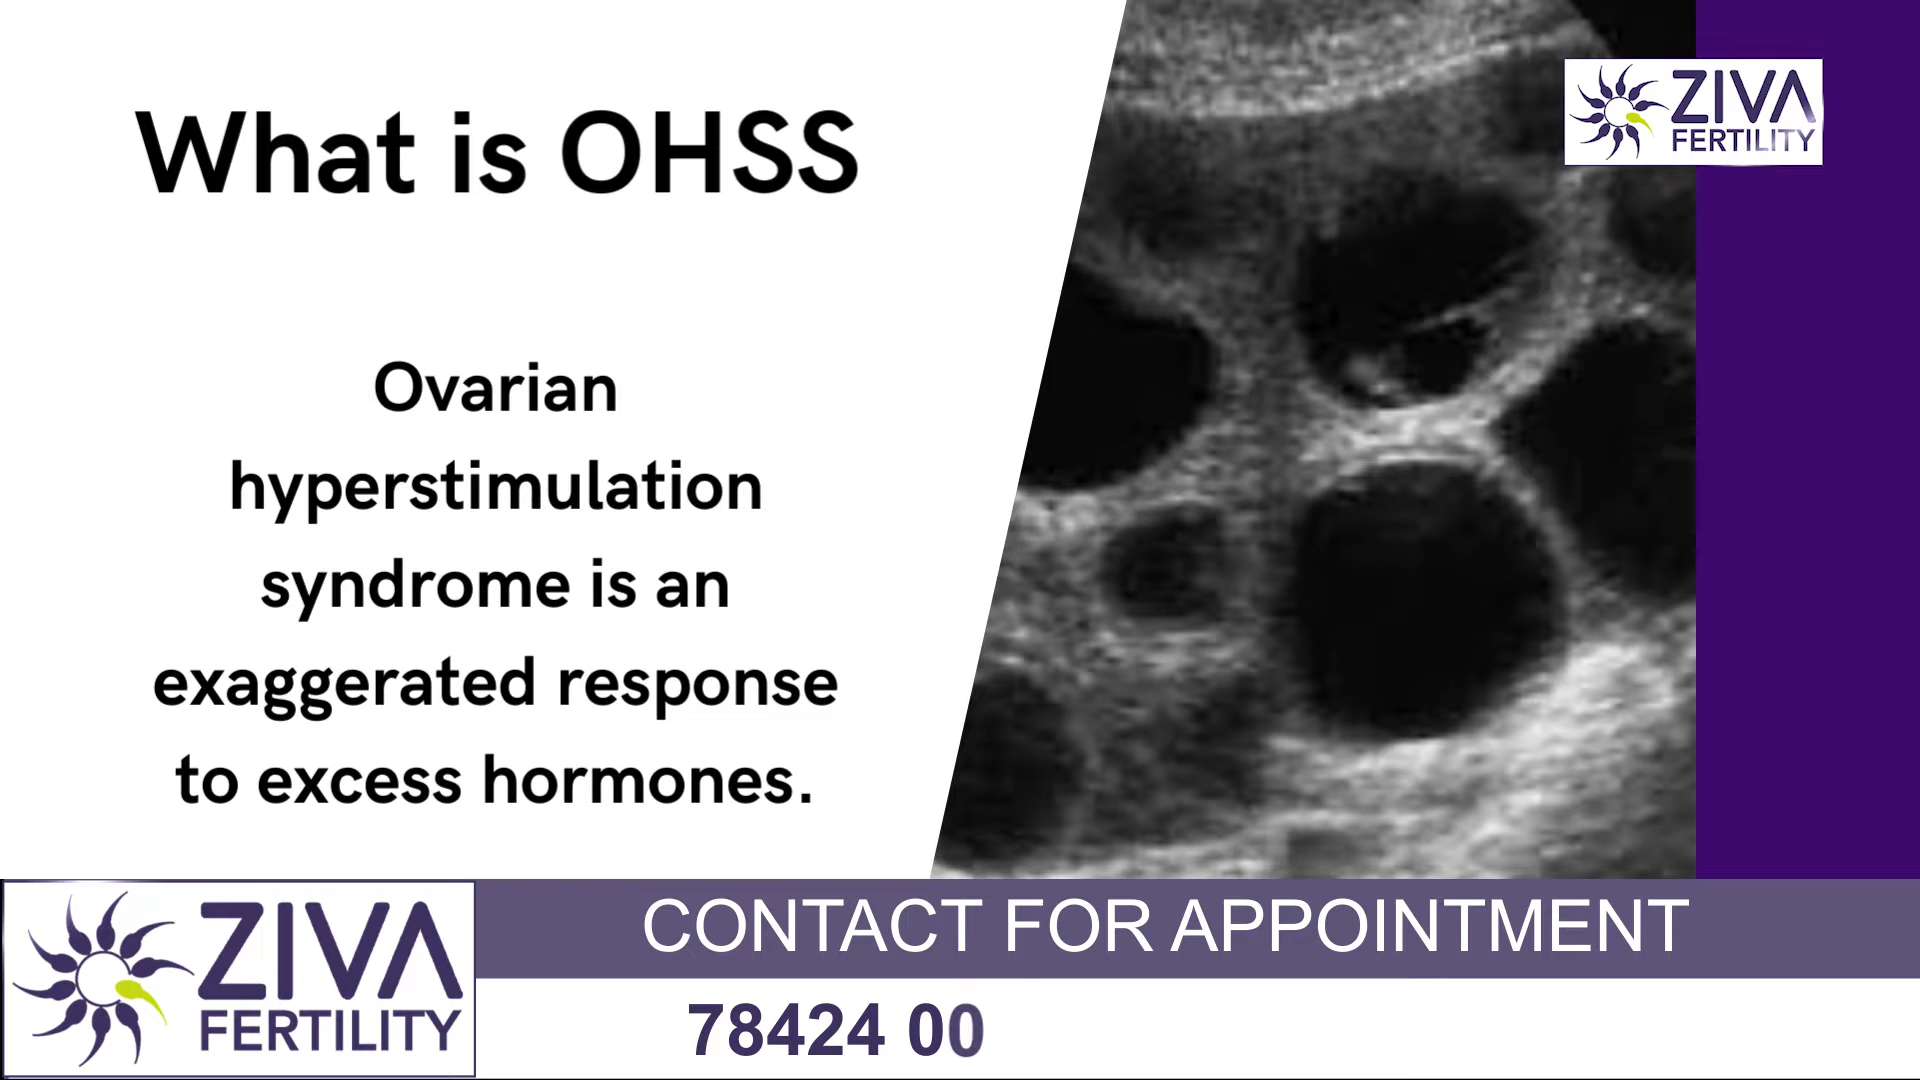 What is OHSS
Ovarian
hyperstimulation
syndrome is an
exaggerated response
to excess hormones.
ZIVA
FERTILITY
ZIVA
FERTILITY
CONTACT FOR APPOINTMENT
78424 00